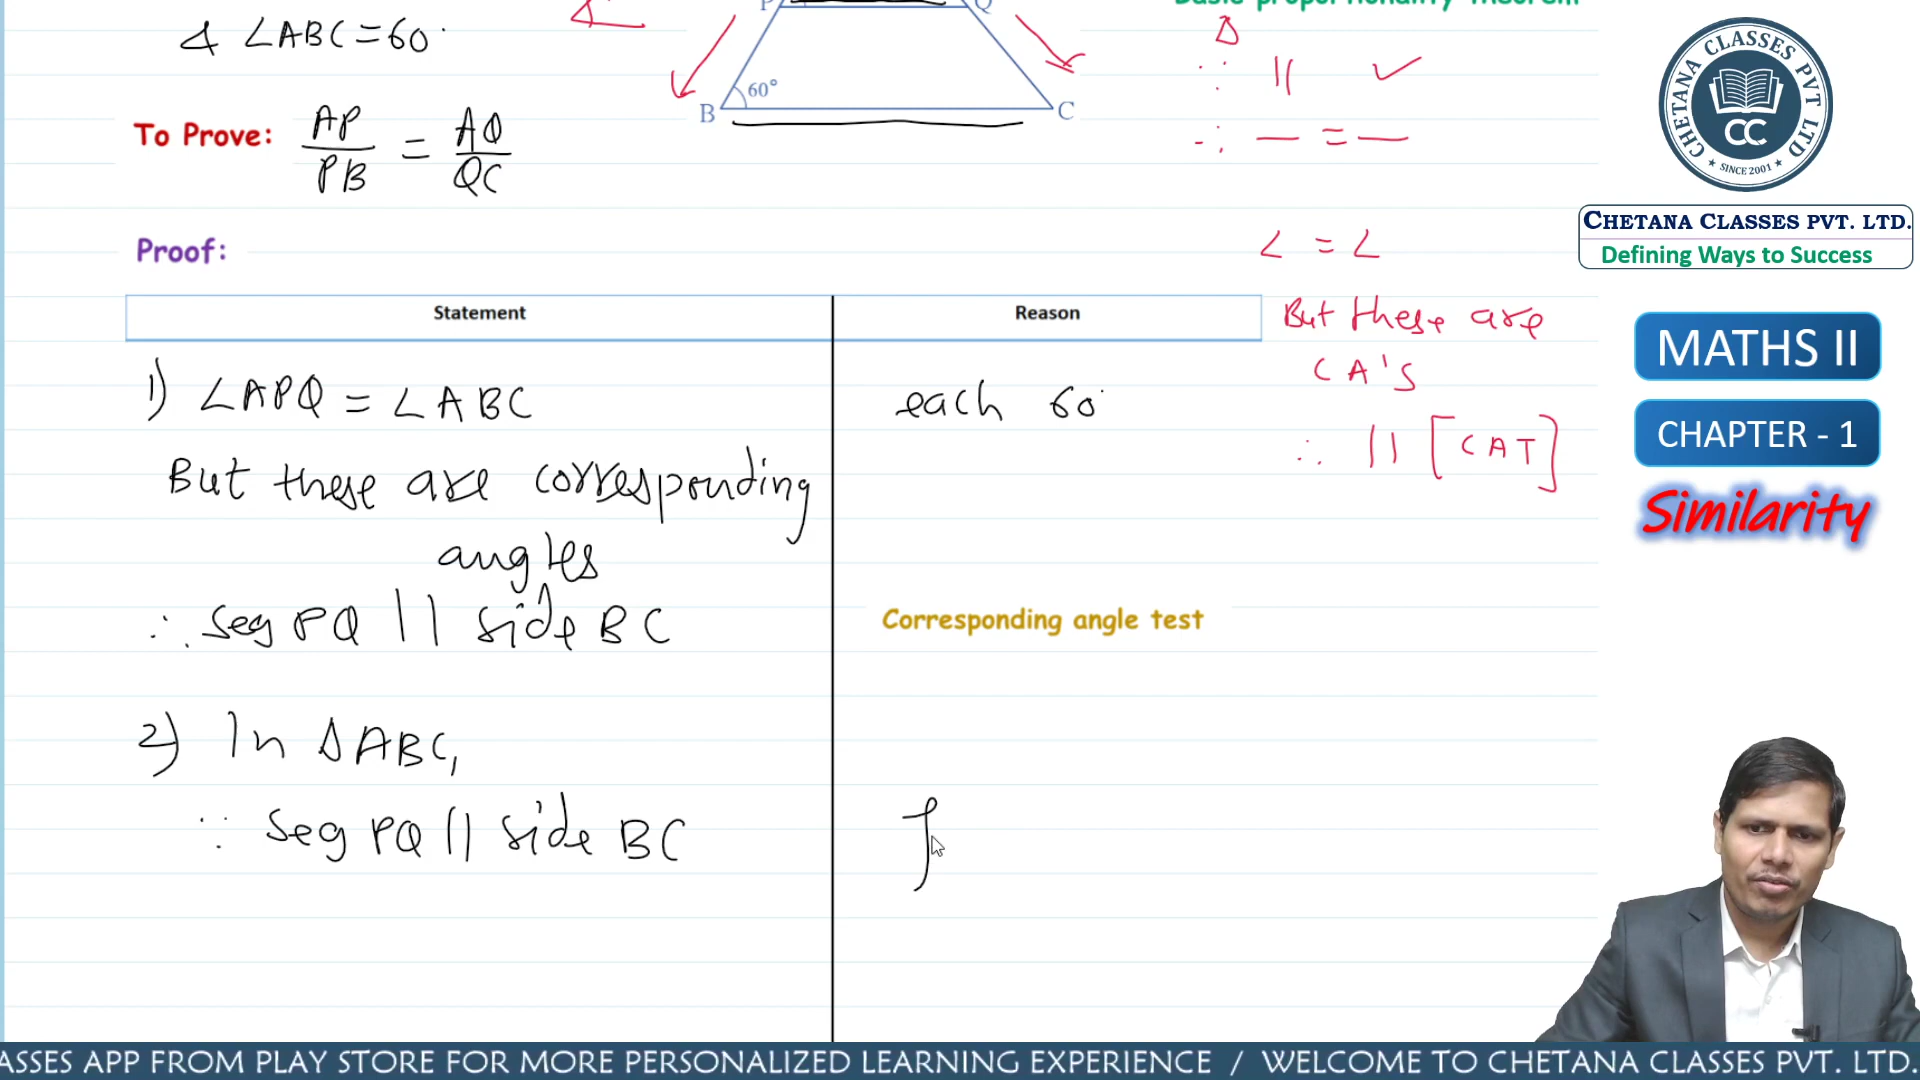 Basic proportionality theorem
& ∠ABC = 60°
P Q
60°
B C
Δ
∵ || ✓
∴ — = —
To Prove: AP/PB = AQ/QC
Proof:
∠ = ∠
But these are
CA'S
∴ || [CAT]
Statement Reason
1) ∠APQ = ∠ABC each 60°
But these are corresponding
angles
∴ seg PQ || side BC Corresponding angle test
2) In ΔABC,
∵ seg PQ || side BC f
CHETANA CLASSES PVT LTD
CC
★ SINCE 2001 ★
CHETANA CLASSES PVT. LTD.
Defining Ways to Success
MATHS II
CHAPTER - 1
Similarity
ASSES APP FROM PLAY STORE FOR MORE PERSONALIZED LEARNING EXPERIENCE / WELCOME TO CHETANA CLASSES PVT. LTD.